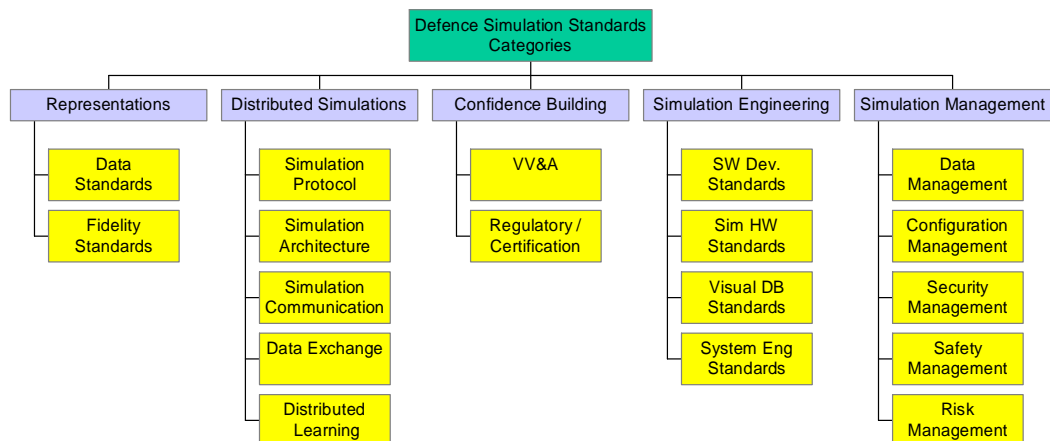 Defence Simulation Standards
Categories
Representations
Distributed Simulations
Confidence Building
Simulation Engineering
Simulation Management
Data
Standards
Fidelity
Standards
Simulation
Protocol
Simulation
Architecture
Simulation
Communication
Data Exchange
Distributed
Learning
VV&A
Regulatory /
Certification
SW Dev.
Standards
Sim HW
Standards
Visual DB
Standards
System Eng
Standards
Data
Management
Configuration
Management
Security
Management
Safety
Management
Risk
Management